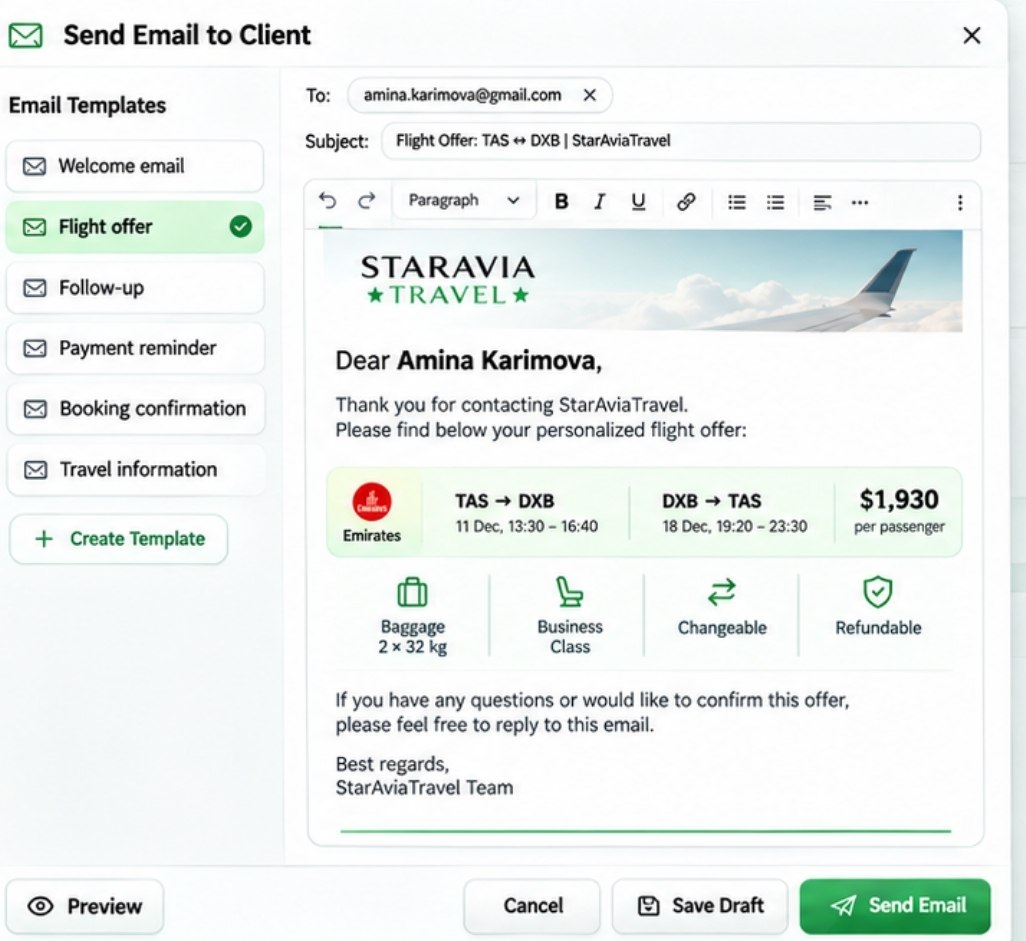 Send Email to Client
Email Templates
Welcome email
Flight offer
Follow-up
Payment reminder
Booking confirmation
Travel information
+ Create Template
To: amina.karimova@gmail.com
Subject: Flight Offer: TAS ↔ DXB | StarAviaTravel
Paragraph B I U
STARAVIA
★TRAVEL★
Dear Amina Karimova,
Thank you for contacting StarAviaTravel.
Please find below your personalized flight offer:
Emirates
Emirates
TAS → DXB
11 Dec, 13:30 – 16:40
DXB → TAS
18 Dec, 19:20 – 23:30
$1,930
per passenger
Baggage
2 × 32 kg
Business
Class
Changeable
Refundable
If you have any questions or would like to confirm this offer,
please feel free to reply to this email.
Best regards,
StarAviaTravel Team
Preview
Cancel
Save Draft
Send Email